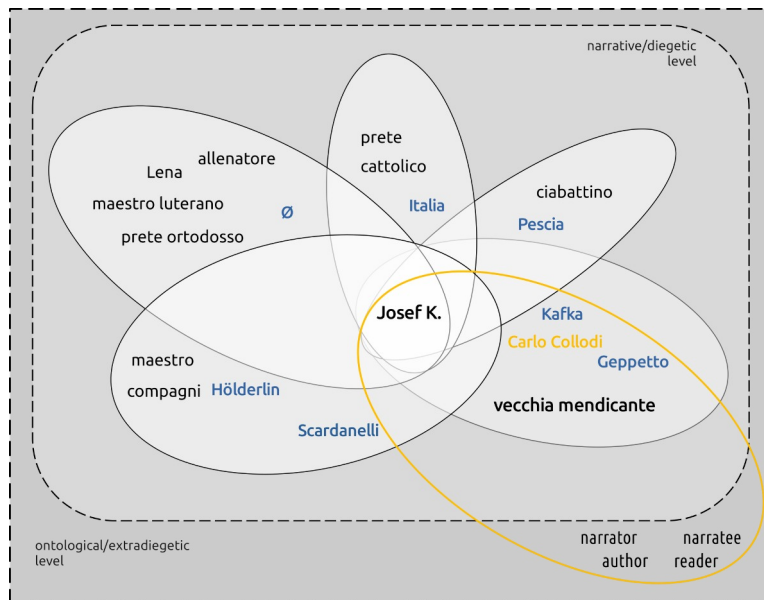 narrative/diegetic
level
prete
cattolico
allenatore
Lena
maestro luterano
Ø
prete ortodosso
Italia
ciabattino
Pescia
Josef K.
Kafka
Carlo Collodi
Geppetto
maestro
compagni
Hölderlin
Scardanelli
vecchia mendicante
ontological/extradiegetic
level
narrator
narratee
author
reader